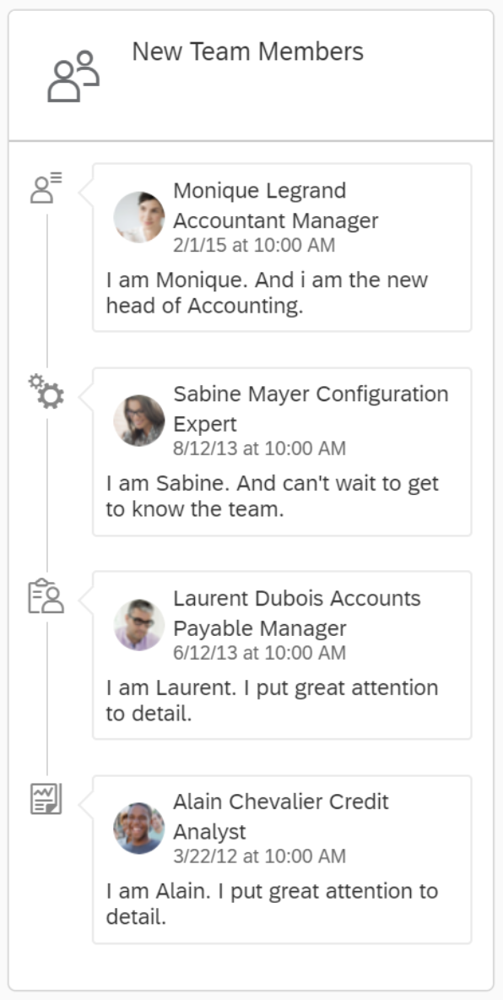 New Team Members
Monique Legrand
Accountant Manager
2/1/15 at 10:00 AM
I am Monique. And i am the new
head of Accounting.
Sabine Mayer Configuration
Expert
8/12/13 at 10:00 AM
I am Sabine. And can't wait to get
to know the team.
Laurent Dubois Accounts
Payable Manager
6/12/13 at 10:00 AM
I am Laurent. I put great attention
to detail.
Alain Chevalier Credit
Analyst
3/22/12 at 10:00 AM
I am Alain. I put great attention to
detail.